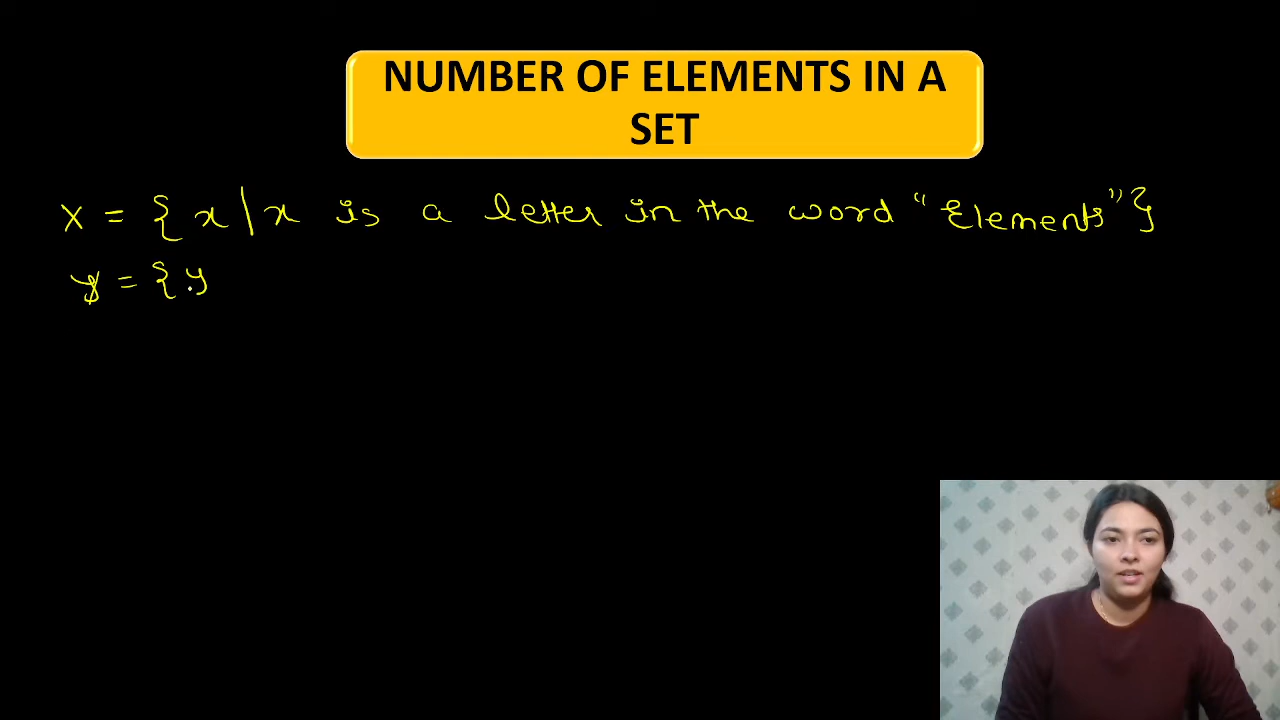 NUMBER OF ELEMENTS IN A
SET
X = { x | x is a letter in the word "Elements" }
Y = { y